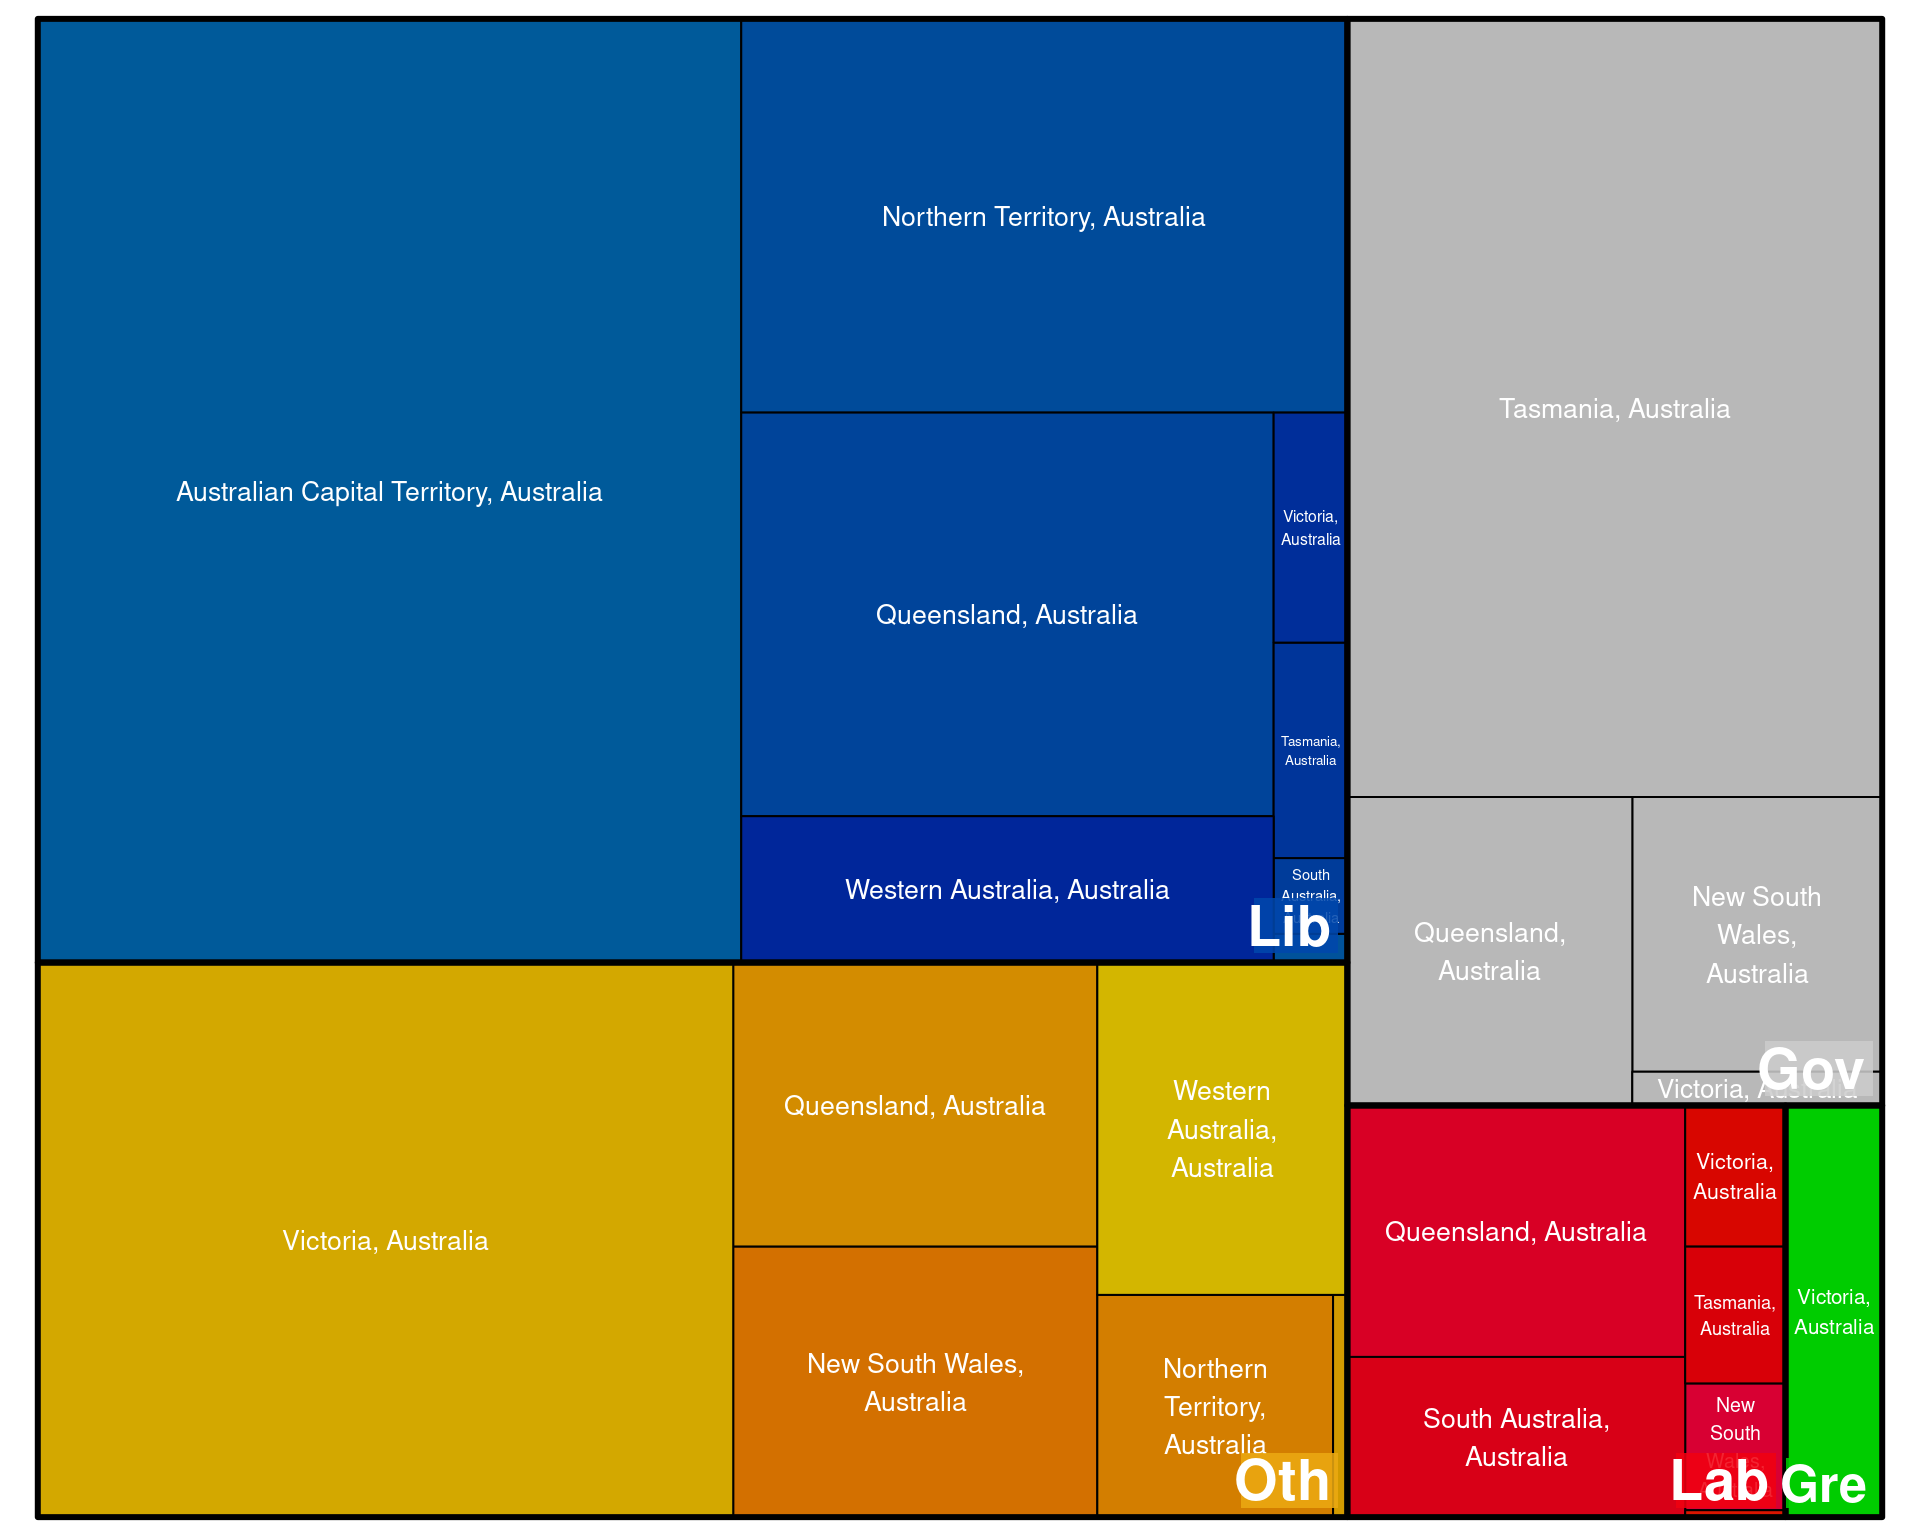 Australian Capital Territory, Australia
Northern Territory, Australia
Queensland, Australia
Victoria,
Australia
Tasmania,
Australia
South
Australia,
Western Australia, Australia
Lib
Tasmania, Australia
Queensland,
Australia
New South
Wales,
Australia
Victoria, Australia
Gov
Victoria, Australia
Queensland, Australia
New South Wales,
Australia
Western
Australia,
Australia
Northern
Territory,
Australia
Oth
Queensland, Australia
South Australia,
Australia
Victoria,
Australia
Tasmania,
Australia
New
South
Wales,
Lab
Victoria,
Australia
Gre